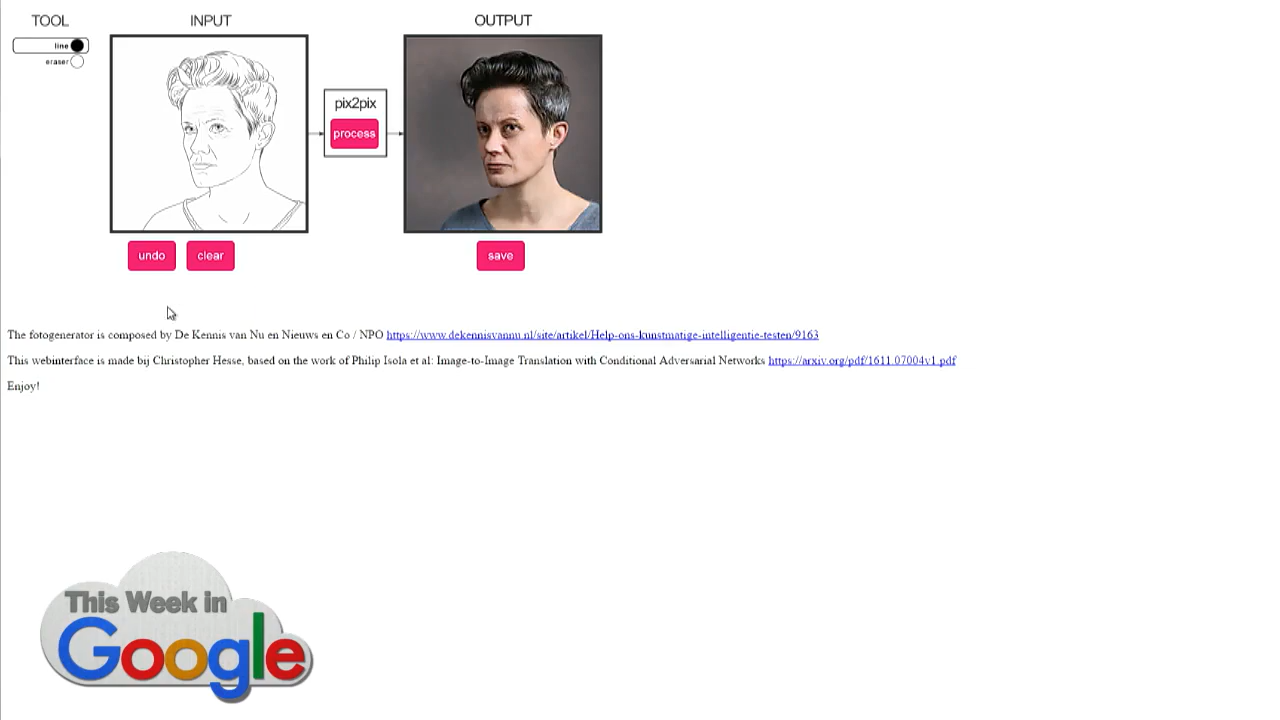 TOOL
INPUT
OUTPUT
line
eraser
pix2pix
process
undo
clear
save
The fotogenerator is composed by De Kennis van Nu en Nieuws en Co / NPO https://www.dekennisvannu.nl/site/artikel/Help-ons-kunstmatige-intelligentie-testen/9163
This webinterface is made bij Christopher Hesse, based on the work of Philip Isola et al: Image-to-Image Translation with Conditional Adversarial Networks https://arxiv.org/pdf/1611.07004v1.pdf
Enjoy!
This Week in
Google